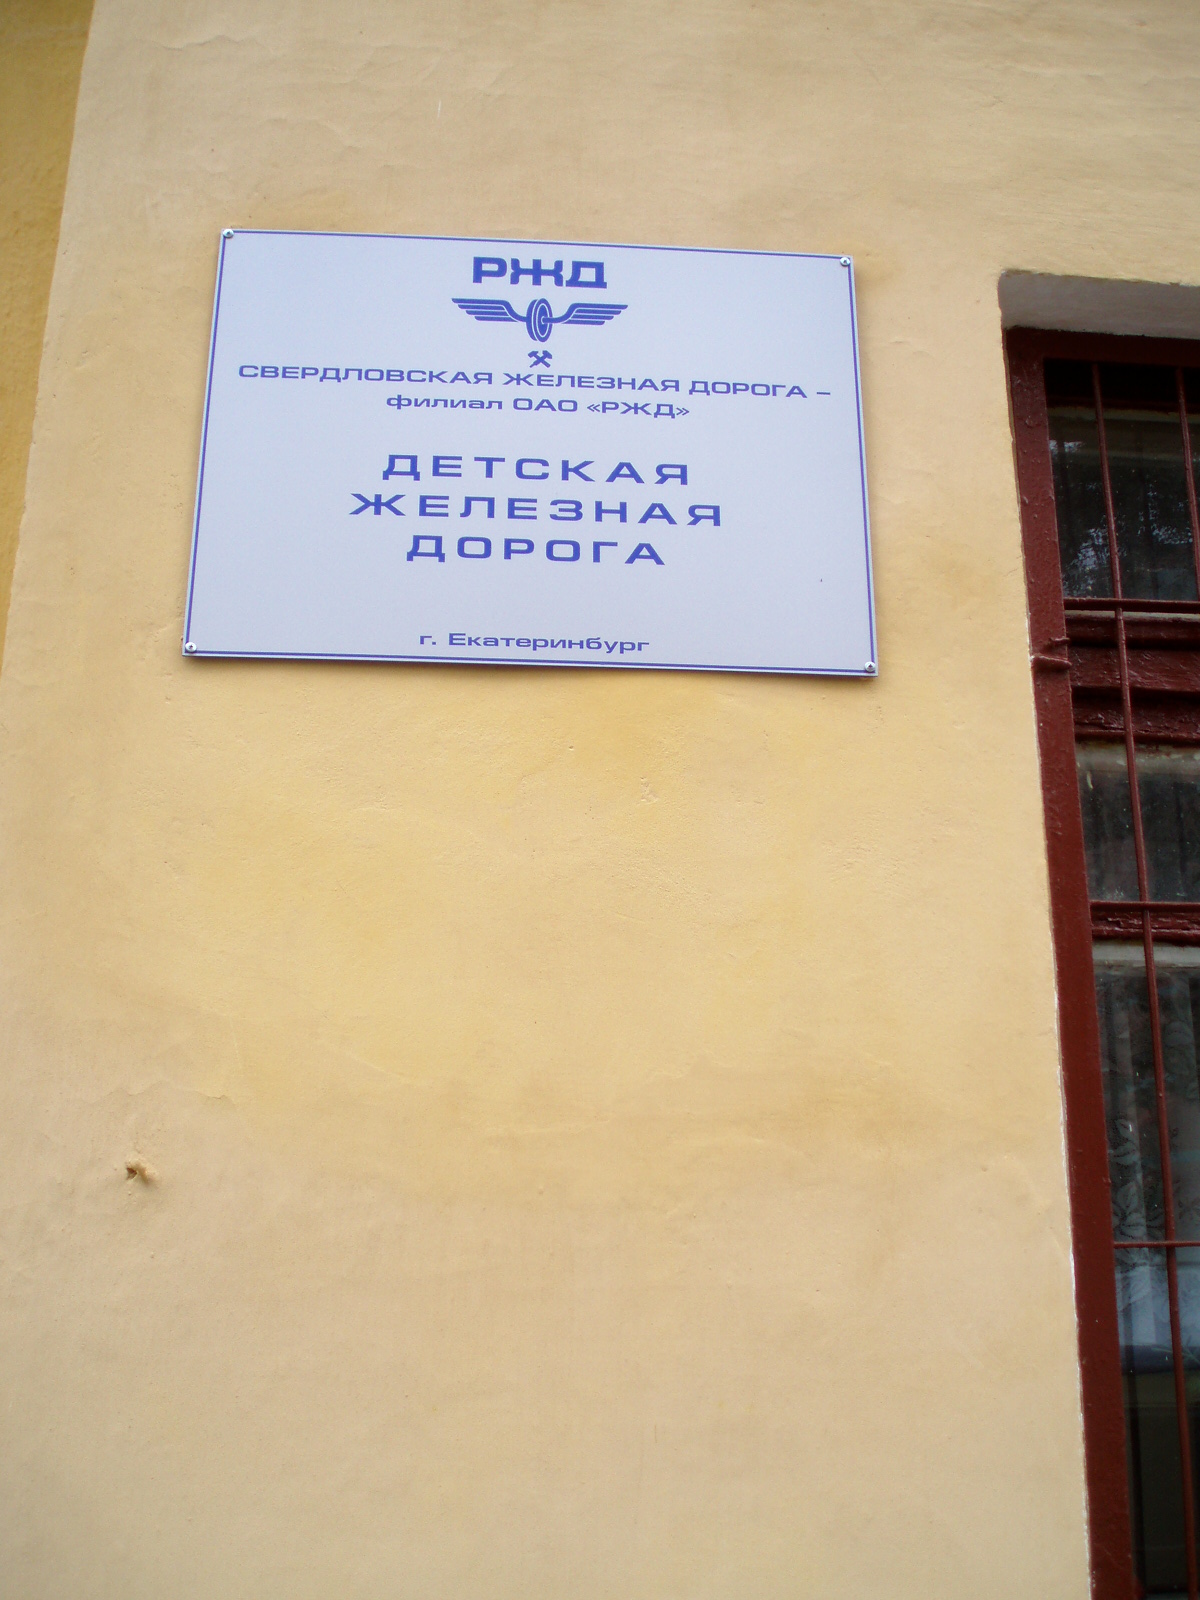 РЖД
СВЕРДЛОВСКАЯ ЖЕЛЕЗНАЯ ДОРОГА –
филиал ОАО «РЖД»
ДЕТСКАЯ
ЖЕЛЕЗНАЯ
ДОРОГА
г. Екатеринбург